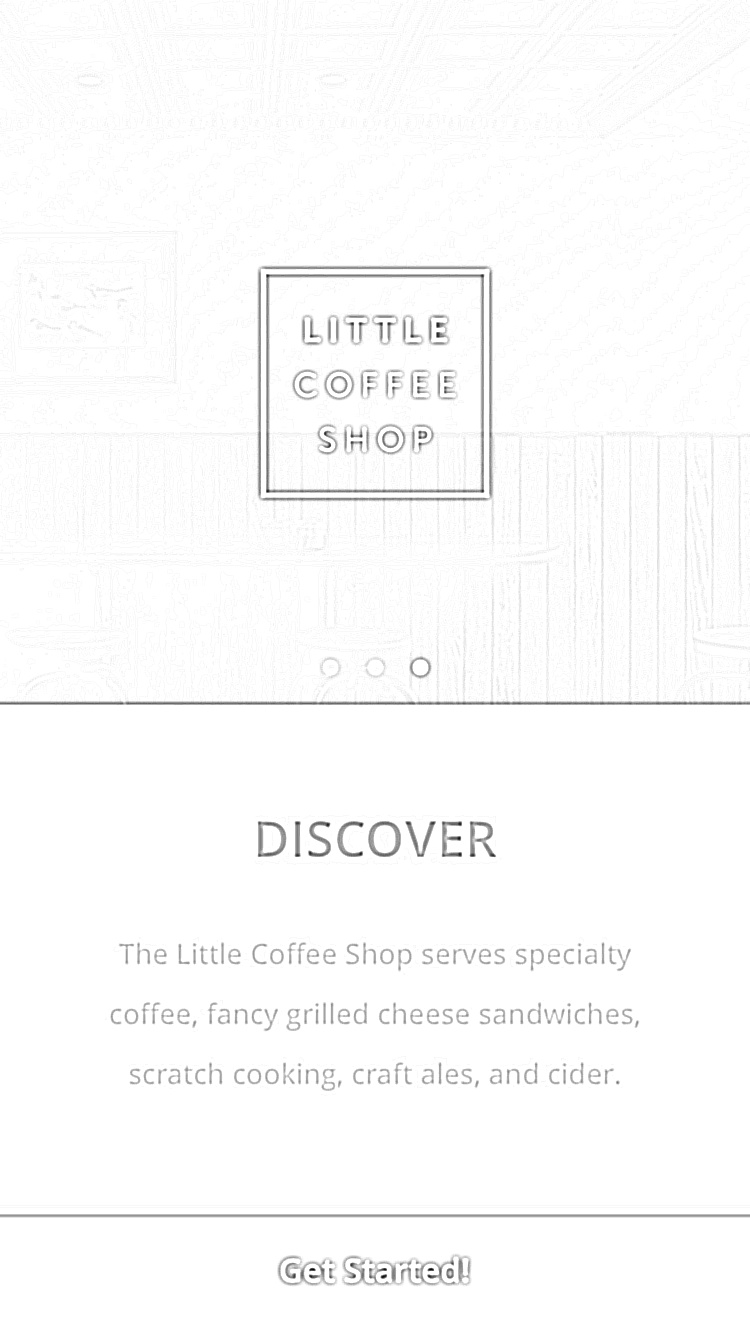 LITTLE
COFFEE
SHOP
DISCOVER
The Little Coffee Shop serves specialty
coffee, fancy grilled cheese sandwiches,
scratch cooking, craft ales, and cider.
Get Started!